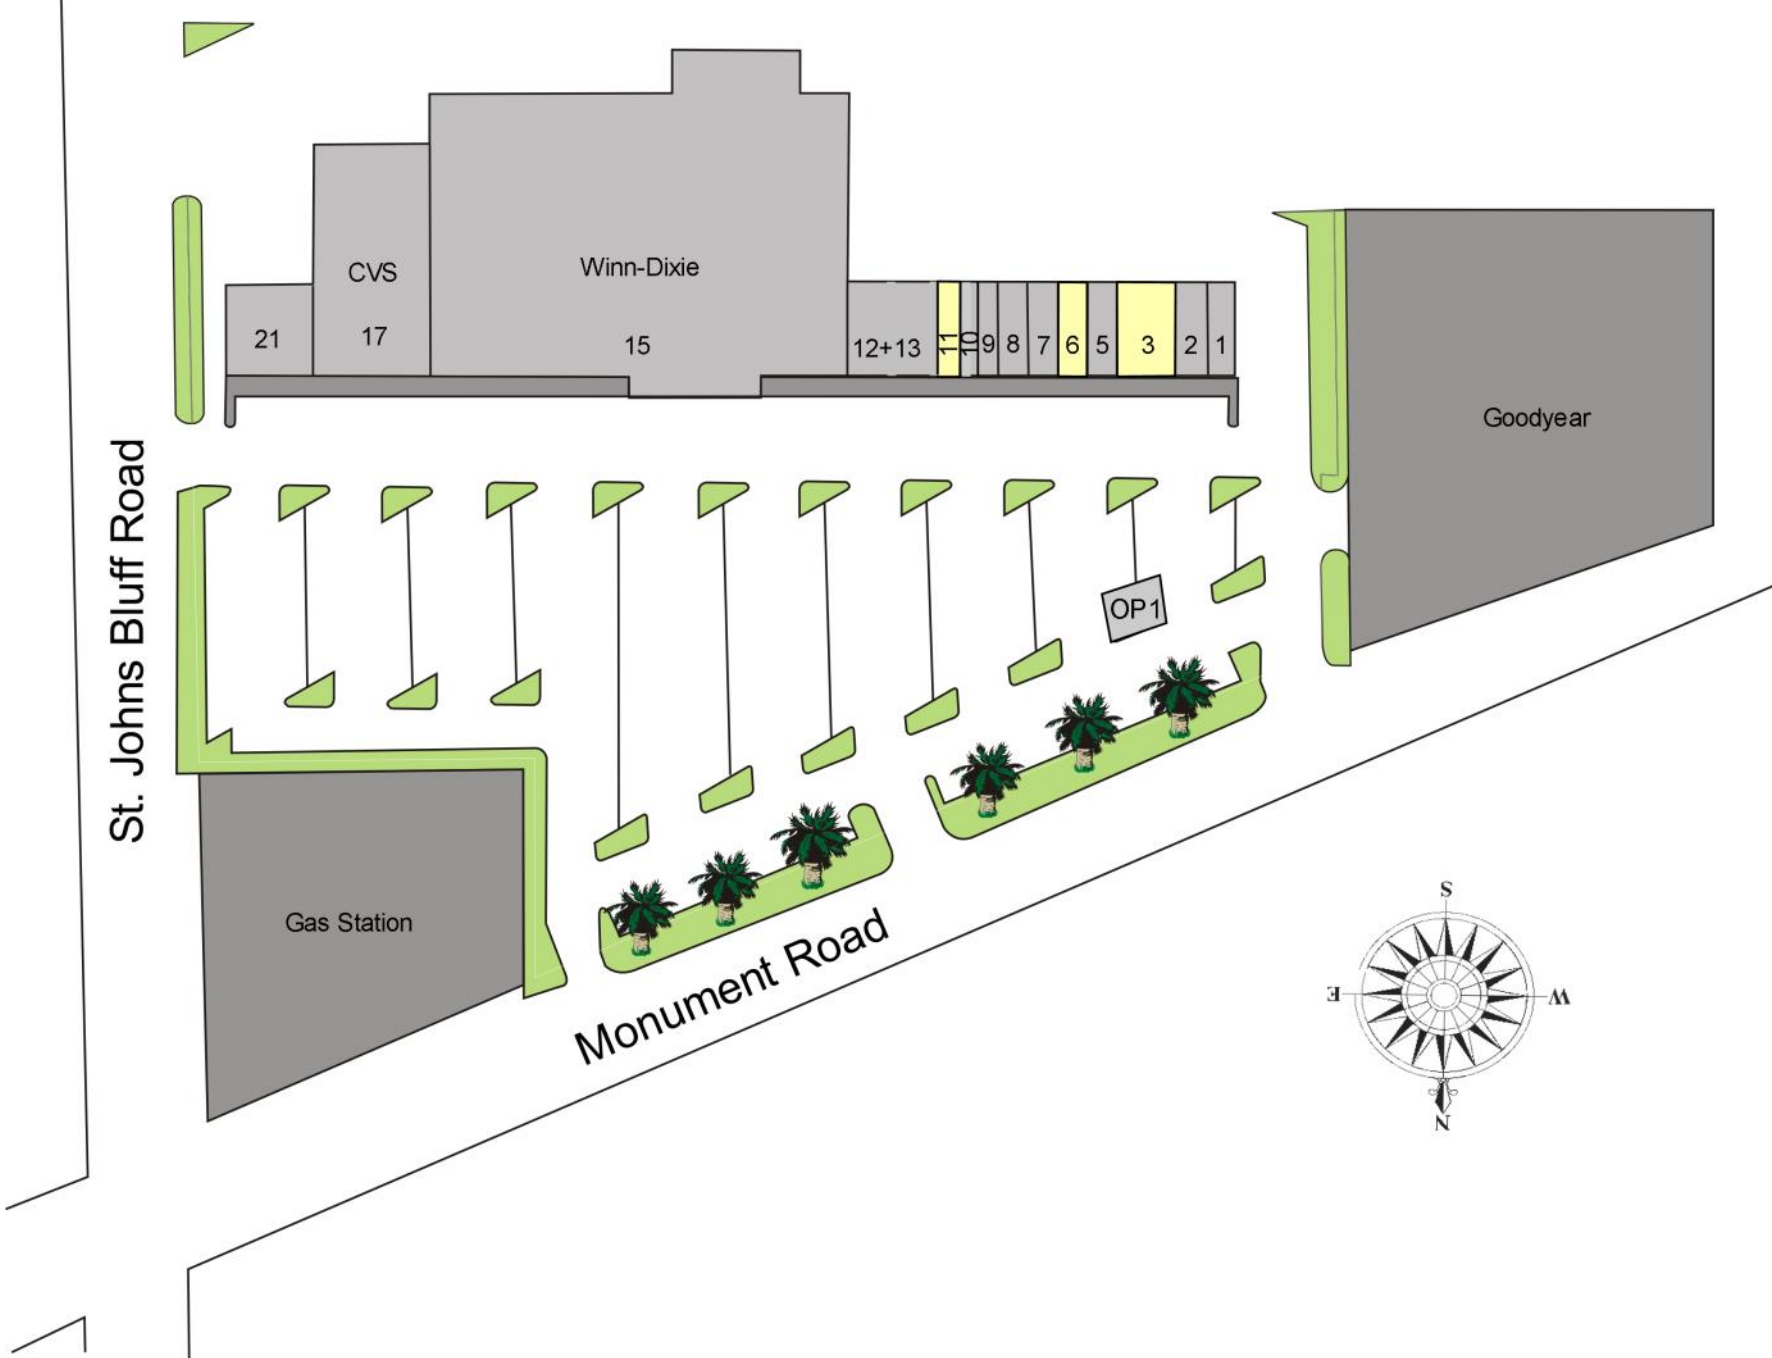 CVS
Winn-Dixie
21
17
15
12+13
11
10
9
8
7
6
5
3
2
1
Goodyear
St. Johns Bluff Road
OP1
Gas Station
Monument Road
S
E
W
N